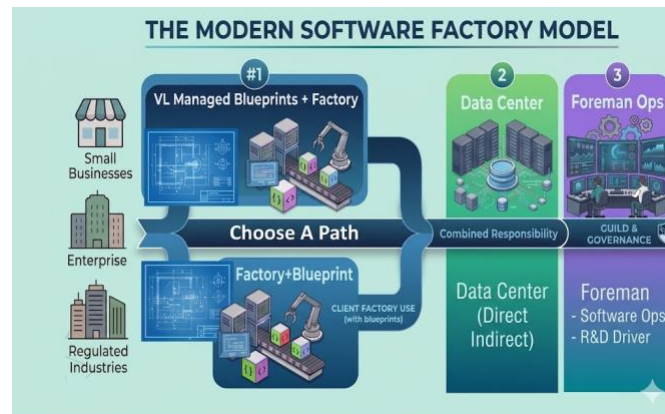 THE MODERN SOFTWARE FACTORY MODEL
#1
VL Managed Blueprints + Factory
2
Data Center
3
Foreman Ops
Small
Businesses
Enterprise
Regulated
Industries
Choose A Path
Combined Responsibility
GUILD &
GOVERNANCE
Factory+Blueprint
CLIENT FACTORY USE
(with blueprints)
Data Center
(Direct
Indirect)
Foreman
- Software Ops
- R&D Driver